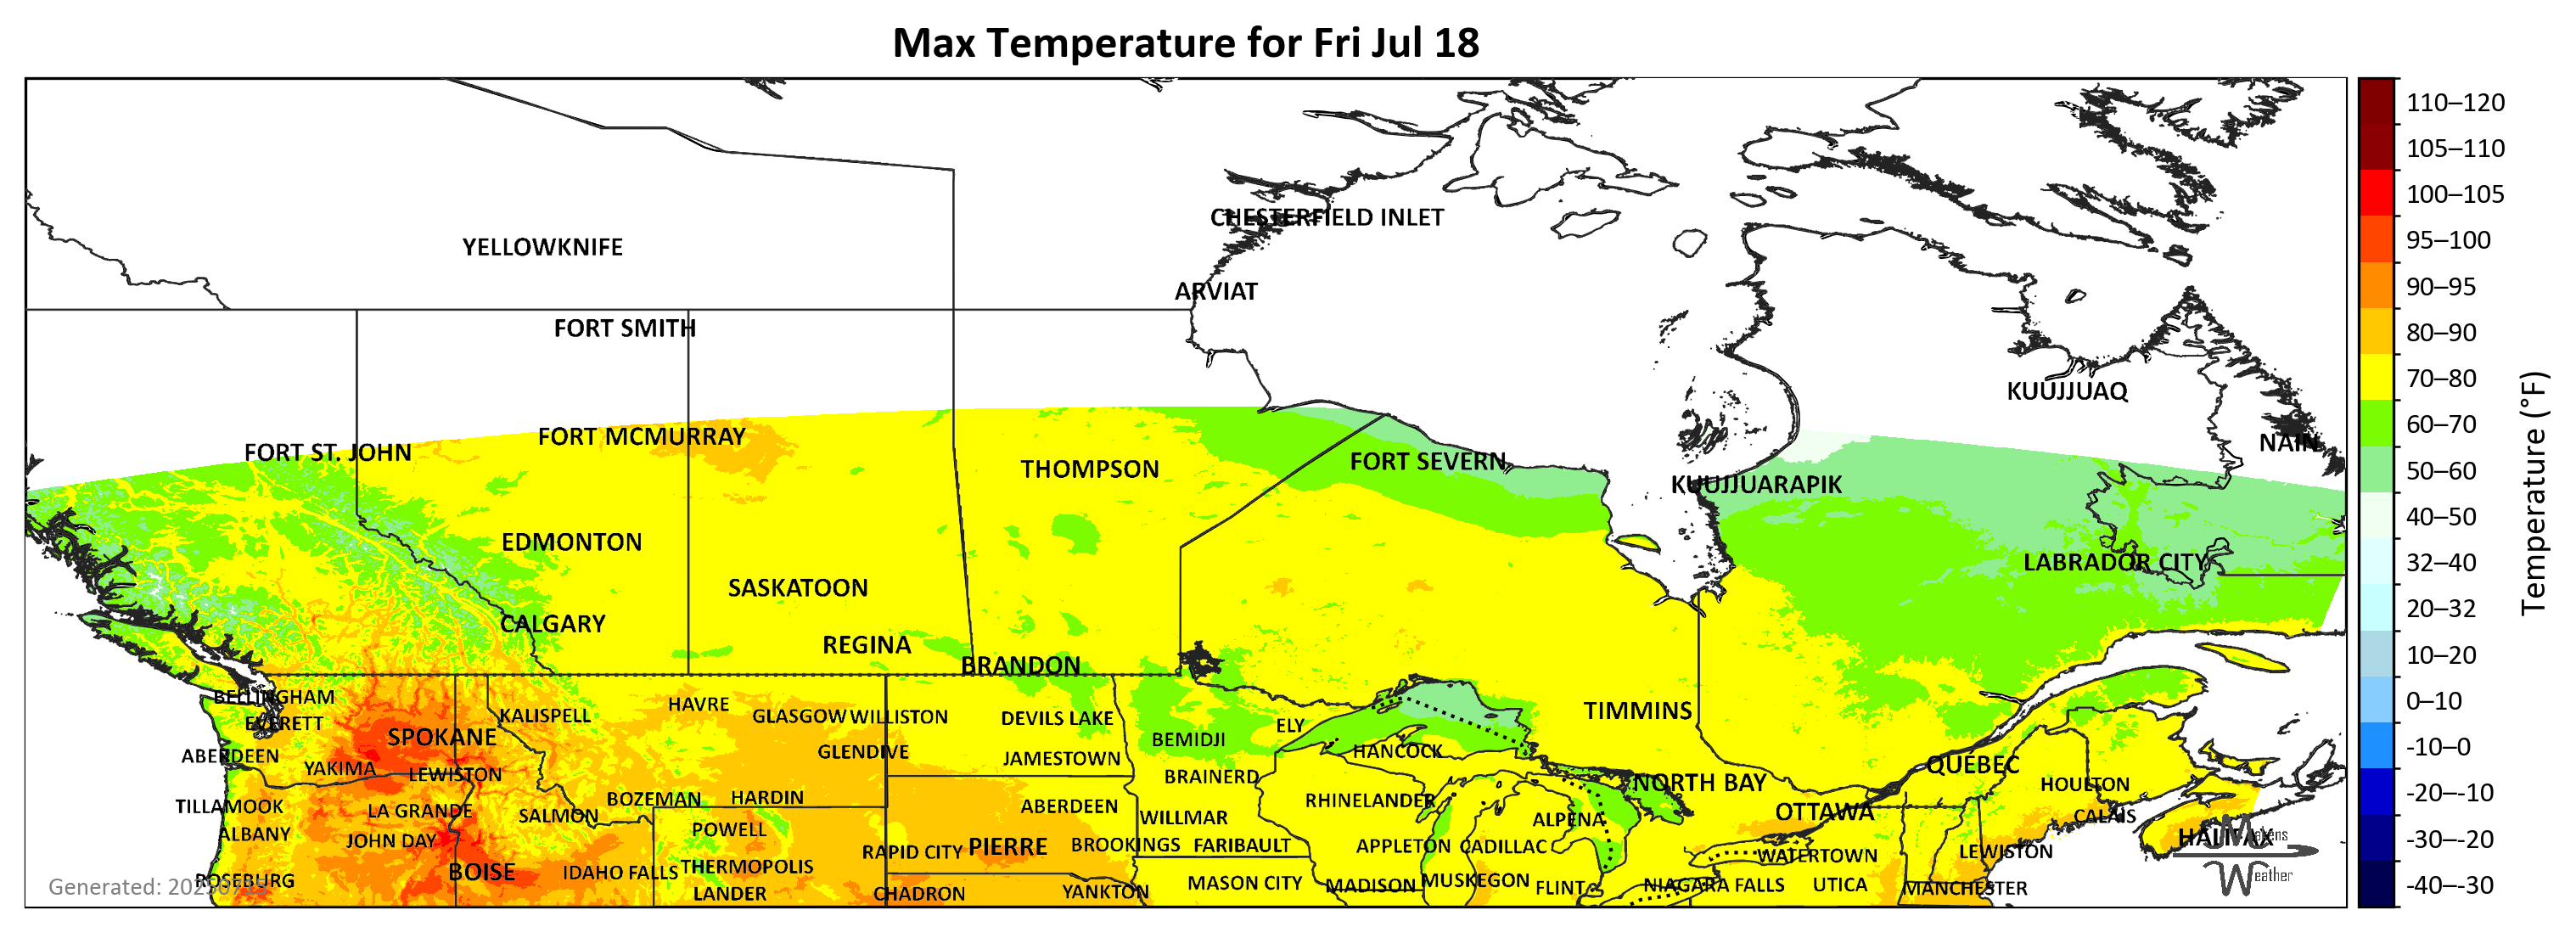 Max Temperature for Fri Jul 18
110–120
105–110
100–105
95–100
90–95
80–90
70–80
60–70
50–60
40–50
32–40
20–32
10–20
0–10
-10–0
-20–-10
-30–-20
-40–-30
Temperature (°F)
CHESTERFIELD INLET
YELLOWKNIFE
ARVIAT
FORT SMITH
KUUJJUAQ
FORT MCMURRAY
NAIN
FORT ST. JOHN
FORT SEVERN
THOMPSON
KUUJJUARAPIK
EDMONTON
LABRADOR CITY
SASKATOON
CALGARY
REGINA
BRANDON
BELLINGHAM
HAVRE
TIMMINS
KALISPELL
GLASGOW
WILLISTON
DEVILS LAKE
EVERETT
ELY
SPOKANE
BEMIDJI
GLENDIVE
HANCOCK
ABERDEEN
JAMESTOWN
QUÉBEC
YAKIMA
LEWISTON
BRAINERD
NORTH BAY
HOULTON
BOZEMAN
HARDIN
RHINELANDER
TILLAMOOK
ABERDEEN
LA GRANDE
SALMON
WILLMAR
ALPENA
OTTAWA
CALAIS
ALBANY
POWELL
JOHN DAY
HALIFAX
PIERRE
BROOKINGS
FARIBAULT
APPLETON
CADILLAC
RAPID CITY
WATERTOWN
LEWISTON
THERMOPOLIS
BOISE
IDAHO FALLS
ROSEBURG
MASON CITY
MADISON
MUSKEGON
FLINT
NIAGARA FALLS
UTICA
MANCHESTER
LANDER
CHADRON
YANKTON
Weather